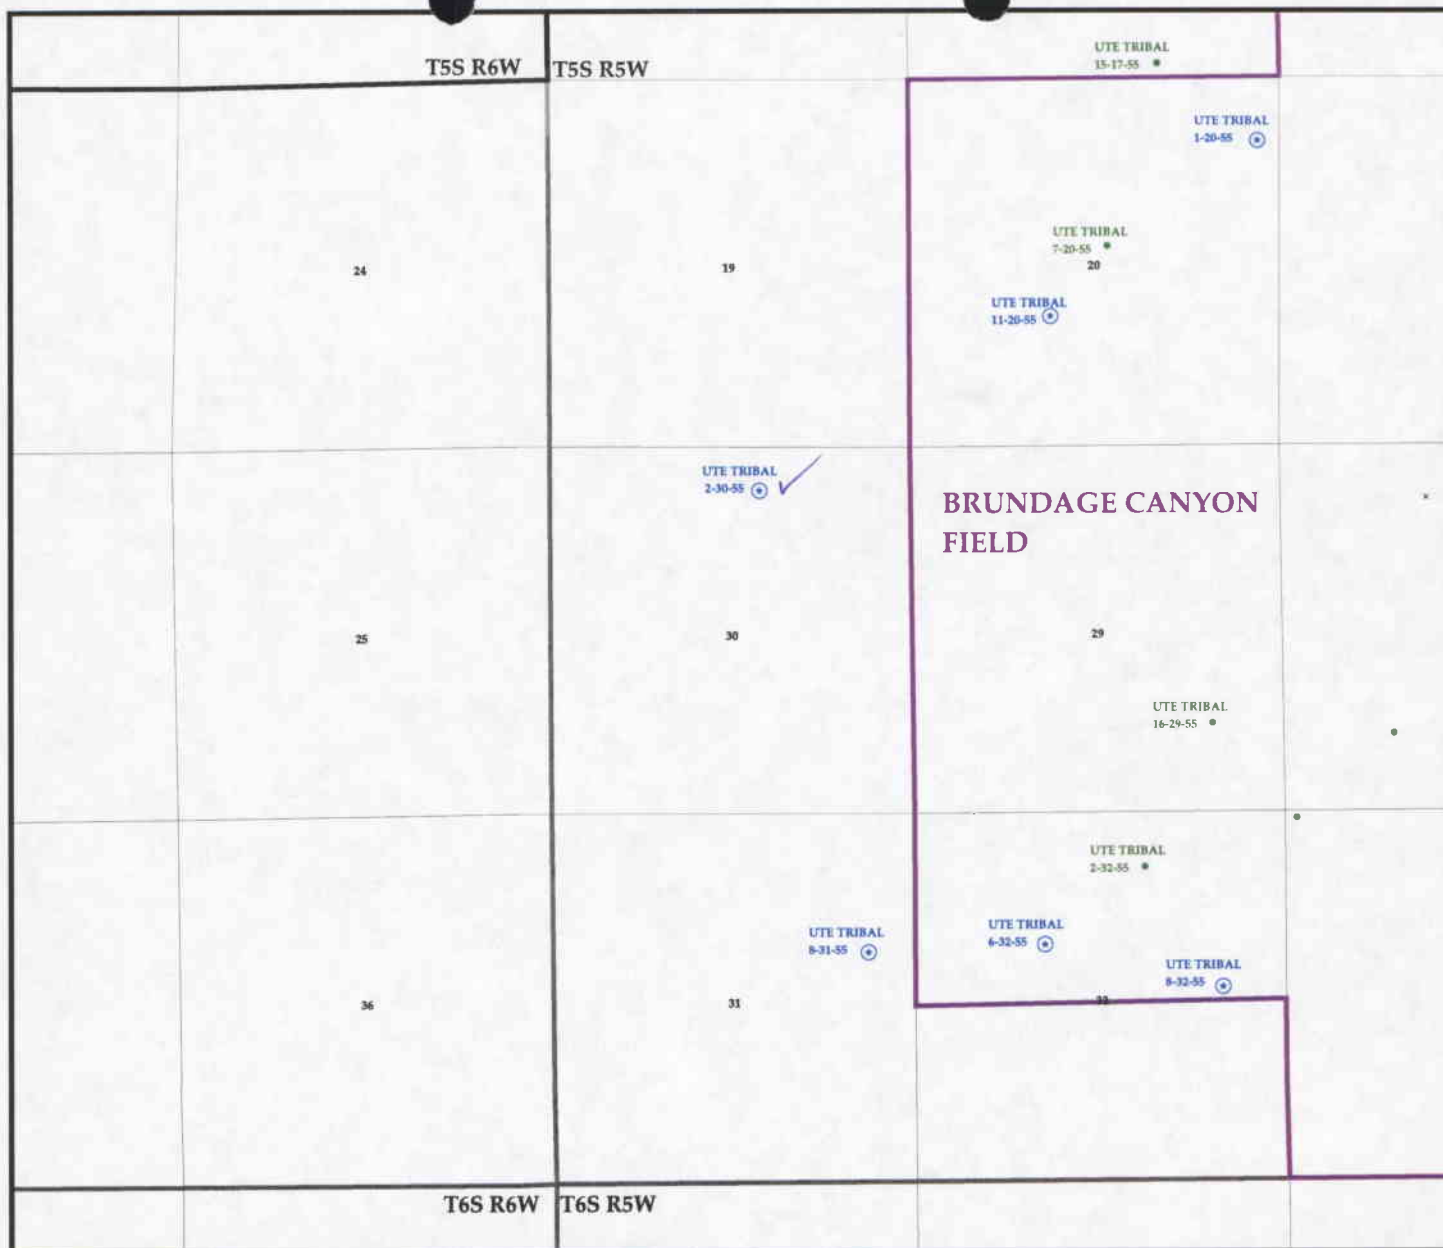 UTE TRIBAL
15-17-55
T5S R6W
T5S R5W
UTE TRIBAL
1-20-55
UTE TRIBAL
7-20-55
24
19
20
UTE TRIBAL
11-20-55
UTE TRIBAL
2-30-55
BRUNDAGE CANYON
FIELD
25
30
29
UTE TRIBAL
16-29-55
UTE TRIBAL
2-32-55
UTE TRIBAL
8-31-55
UTE TRIBAL
6-32-55
UTE TRIBAL
8-32-55
36
31
32
T6S R6W
T6S R5W